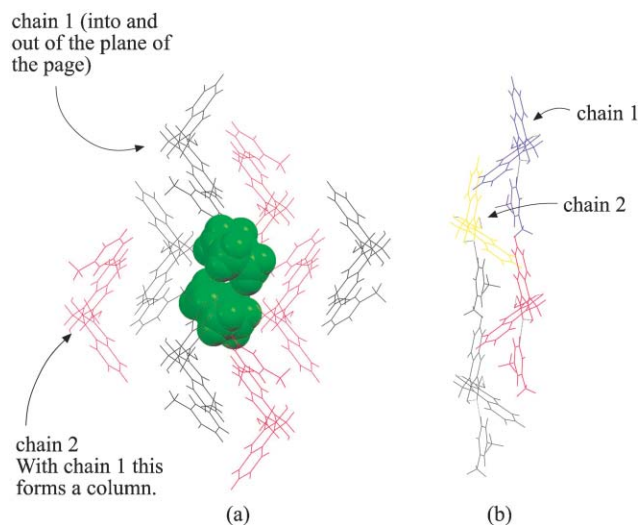 chain 1 (into and
out of the plane of
the page)
chain 1
chain 2
chain 2
With chain 1 this
forms a column.
(a)
(b)